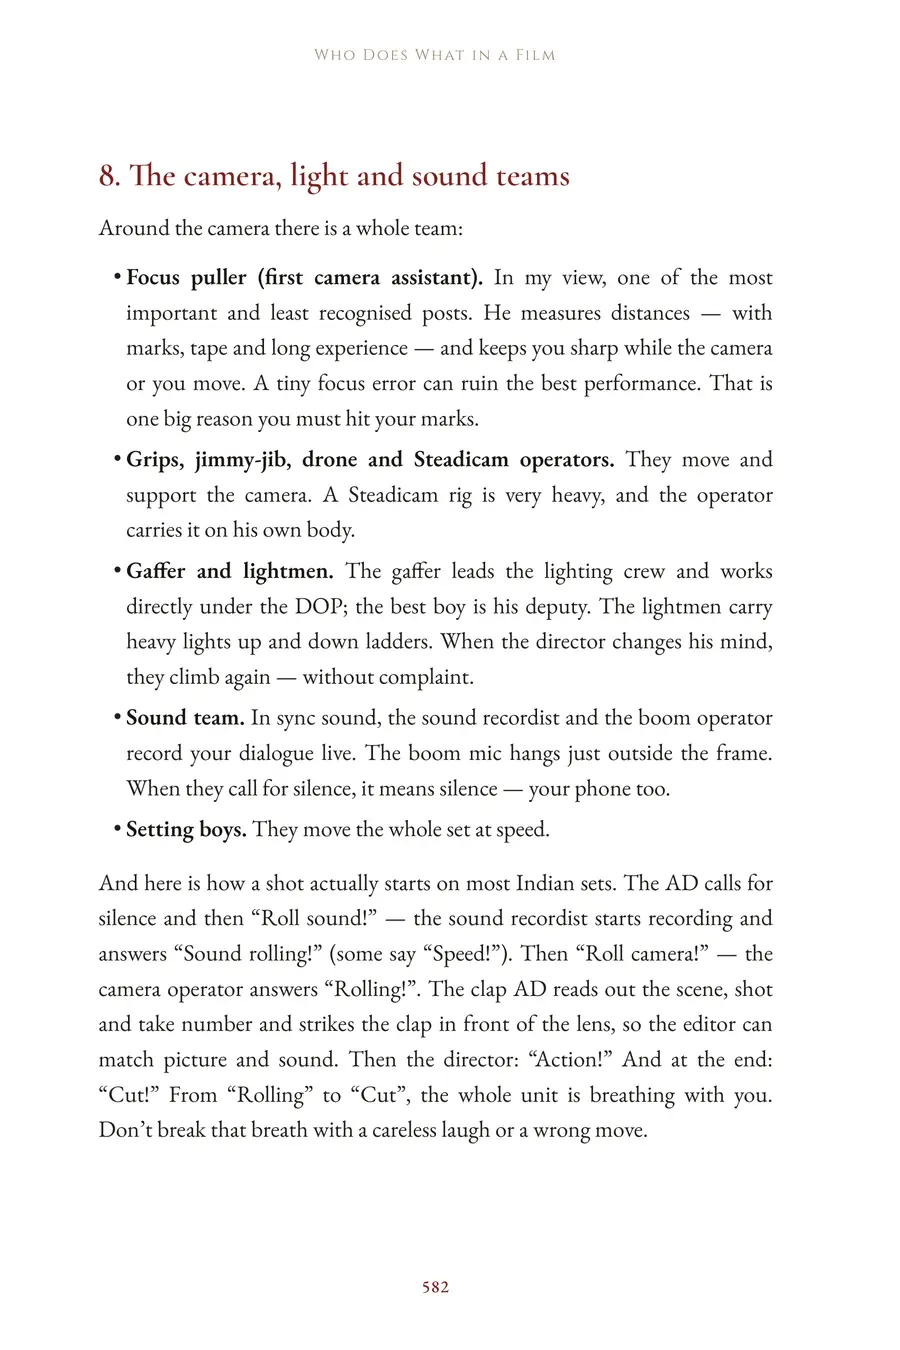 Who Does What in a Film
8. The camera, light and sound teams
Around the camera there is a whole team:
• Focus puller (first camera assistant). In my view, one of the most
important and least recognised posts. He measures distances — with
marks, tape and long experience — and keeps you sharp while the camera
or you move. A tiny focus error can ruin the best performance. That is
one big reason you must hit your marks.
• Grips, jimmy-jib, drone and Steadicam operators. They move and
support the camera. A Steadicam rig is very heavy, and the operator
carries it on his own body.
• Gaffer and lightmen. The gaffer leads the lighting crew and works
directly under the DOP; the best boy is his deputy. The lightmen carry
heavy lights up and down ladders. When the director changes his mind,
they climb again — without complaint.
• Sound team. In sync sound, the sound recordist and the boom operator
record your dialogue live. The boom mic hangs just outside the frame.
When they call for silence, it means silence — your phone too.
• Setting boys. They move the whole set at speed.
And here is how a shot actually starts on most Indian sets. The AD calls for
silence and then “Roll sound!” — the sound recordist starts recording and
answers “Sound rolling!” (some say “Speed!”). Then “Roll camera!” — the
camera operator answers “Rolling!”. The clap AD reads out the scene, shot
and take number and strikes the clap in front of the lens, so the editor can
match picture and sound. Then the director: “Action!” And at the end:
“Cut!” From “Rolling” to “Cut”, the whole unit is breathing with you.
Don’t break that breath with a careless laugh or a wrong move.
582